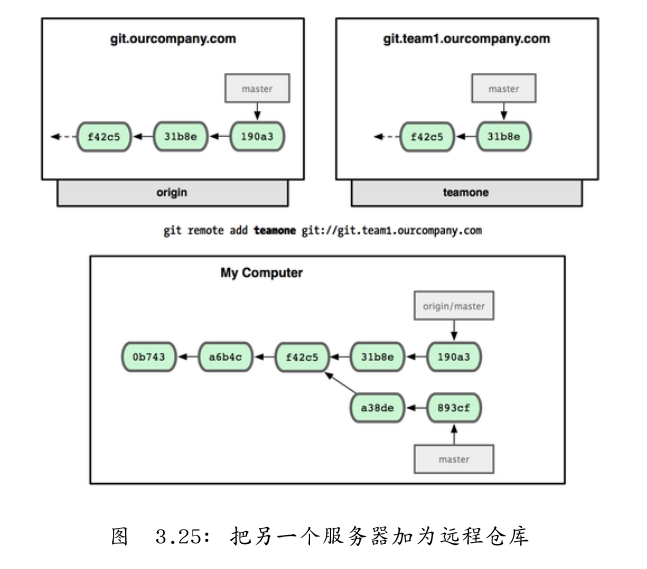 git.ourcompany.com
master
f42c5 31b8e 190a3
origin
git.team1.ourcompany.com
master
f42c5 31b8e
teamone
git remote add teamone git://git.team1.ourcompany.com
My Computer
origin/master
0b743 a6b4c f42c5 31b8e 190a3
a38de 893cf
master
图 3.25: 把另一个服务器加为远程仓库